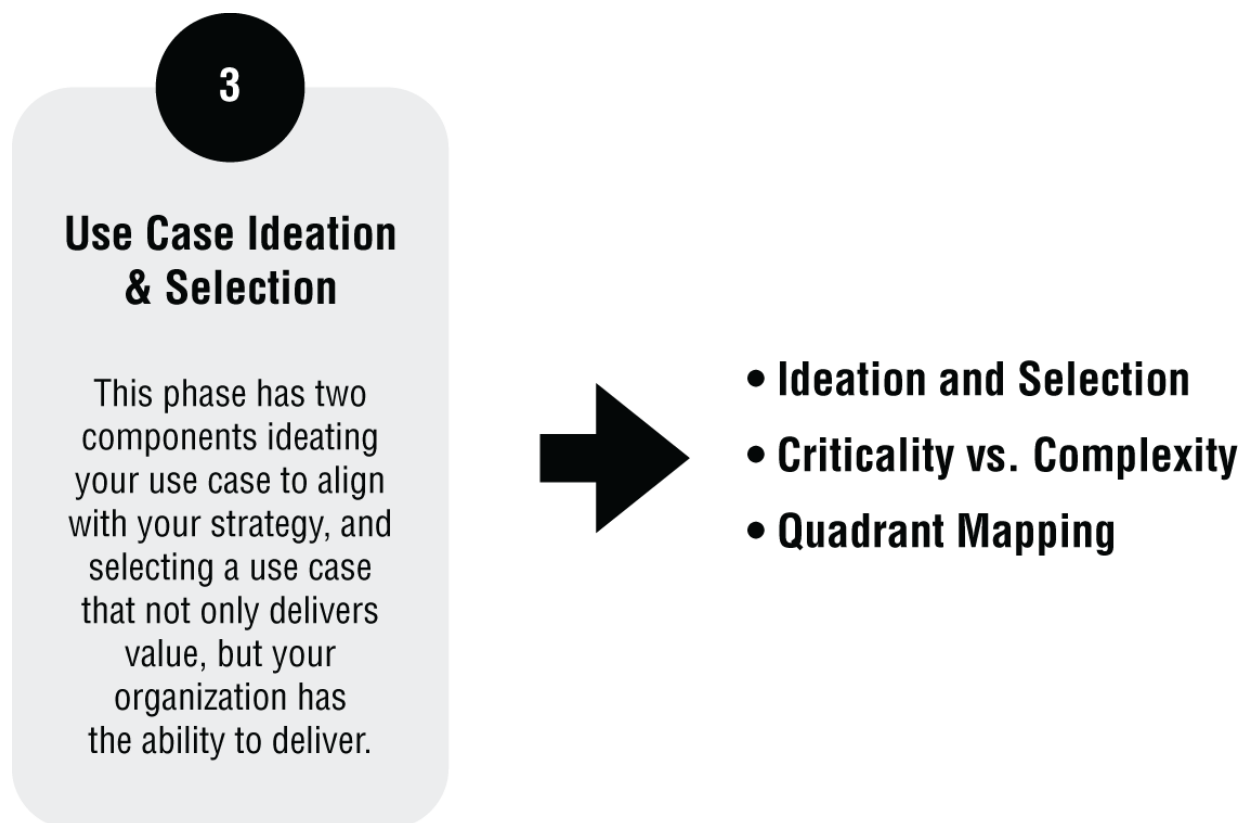 3
Use Case Ideation
& Selection
This phase has two
components ideating
your use case to align
with your strategy, and
selecting a use case
that not only delivers
value, but your
organization has
the ability to deliver.
• Ideation and Selection
• Criticality vs. Complexity
• Quadrant Mapping